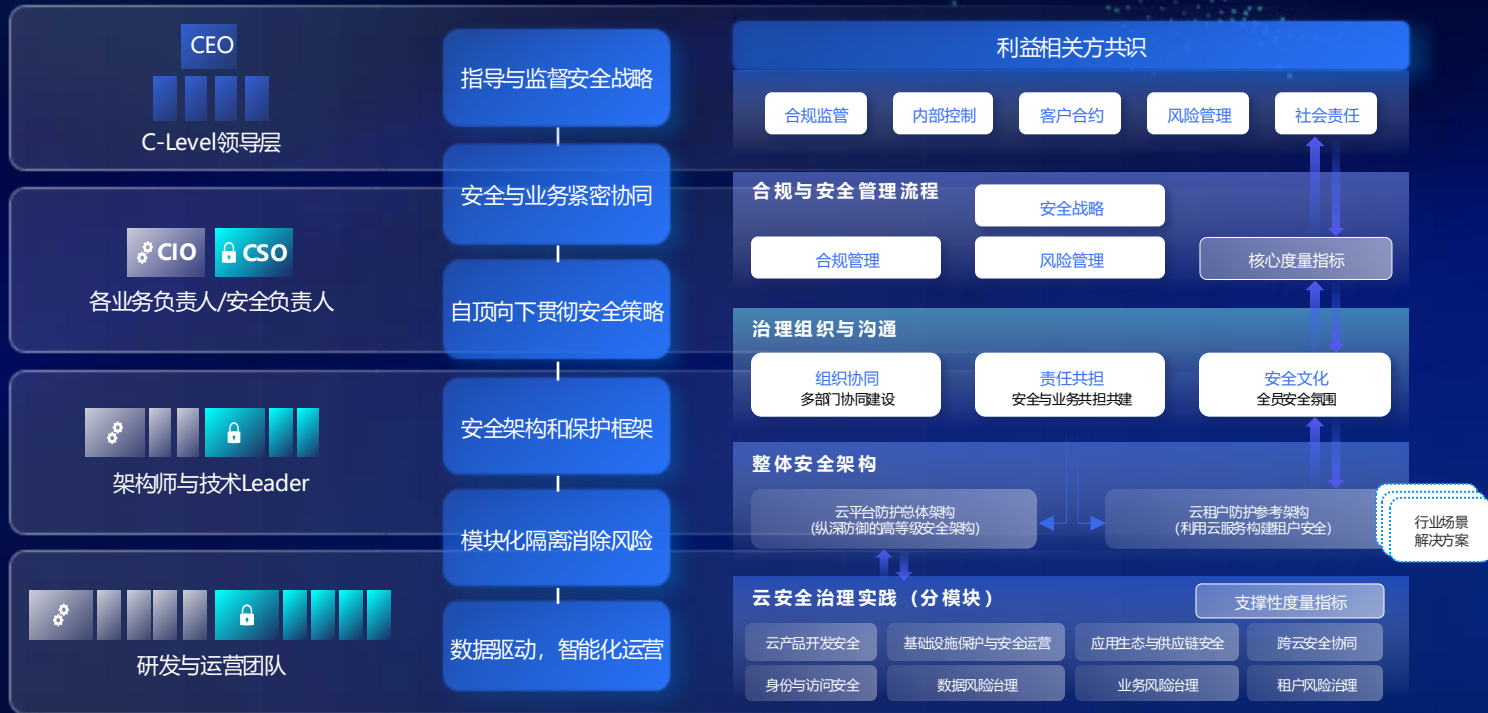 CEO
C-Level领导层
CIO
CSO
各业务负责人/安全负责人
架构师与技术Leader
研发与运营团队
指导与监督安全战略
安全与业务紧密协同
自顶向下贯彻安全策略
安全架构和保护框架
模块化隔离消除风险
数据驱动，智能化运营
利益相关方共识
合规监管
内部控制
客户合约
风险管理
社会责任
合规与安全管理流程
安全战略
合规管理
风险管理
核心度量指标
治理组织与沟通
组织协同
多部门协同建设
责任共担
安全与业务共担共建
安全文化
全员安全氛围
整体安全架构
云平台防护总体架构
(纵深防御的高等级安全架构)
云租户防护参考架构
(利用云服务构建租户安全)
行业场景
解决方案
云安全治理实践（分模块）
支撑性度量指标
云产品开发安全
基础设施保护与安全运营
应用生态与供应链安全
跨云安全协同
身份与访问安全
数据风险治理
业务风险治理
租户风险治理